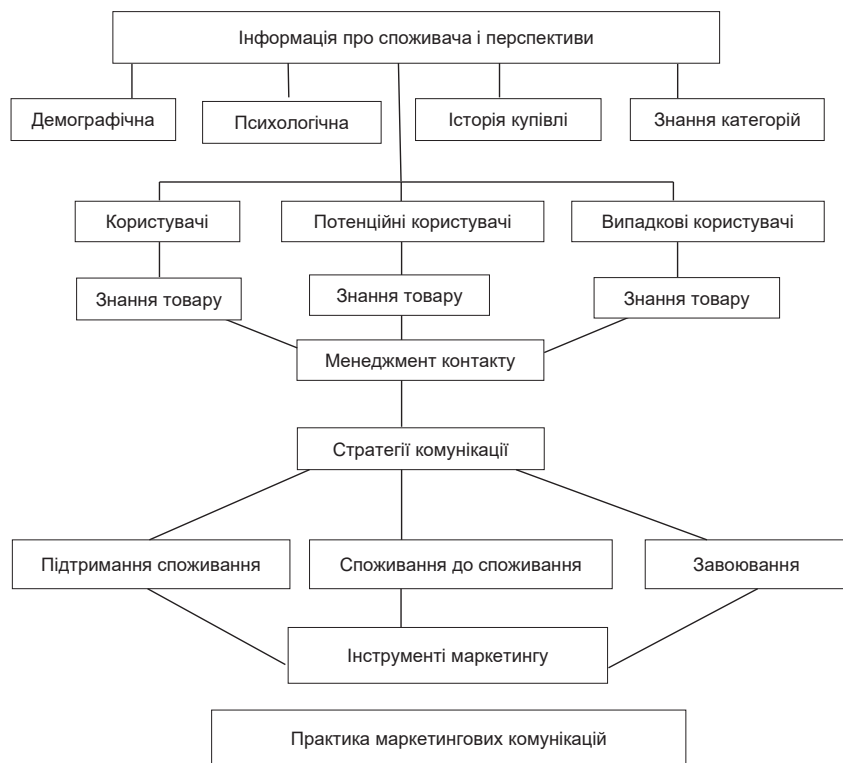 Інформація про споживача і перспективи
Демографічна
Психологічна
Історія купівлі
Знання категорій
Користувачі
Потенційні користувачі
Випадкові користувачі
Знання товару
Знання товару
Знання товару
Менеджмент контакту
Стратегії комунікації
Підтримання споживання
Споживання до споживання
Завоювання
Інструменті маркетингу
Практика маркетингових комунікацій